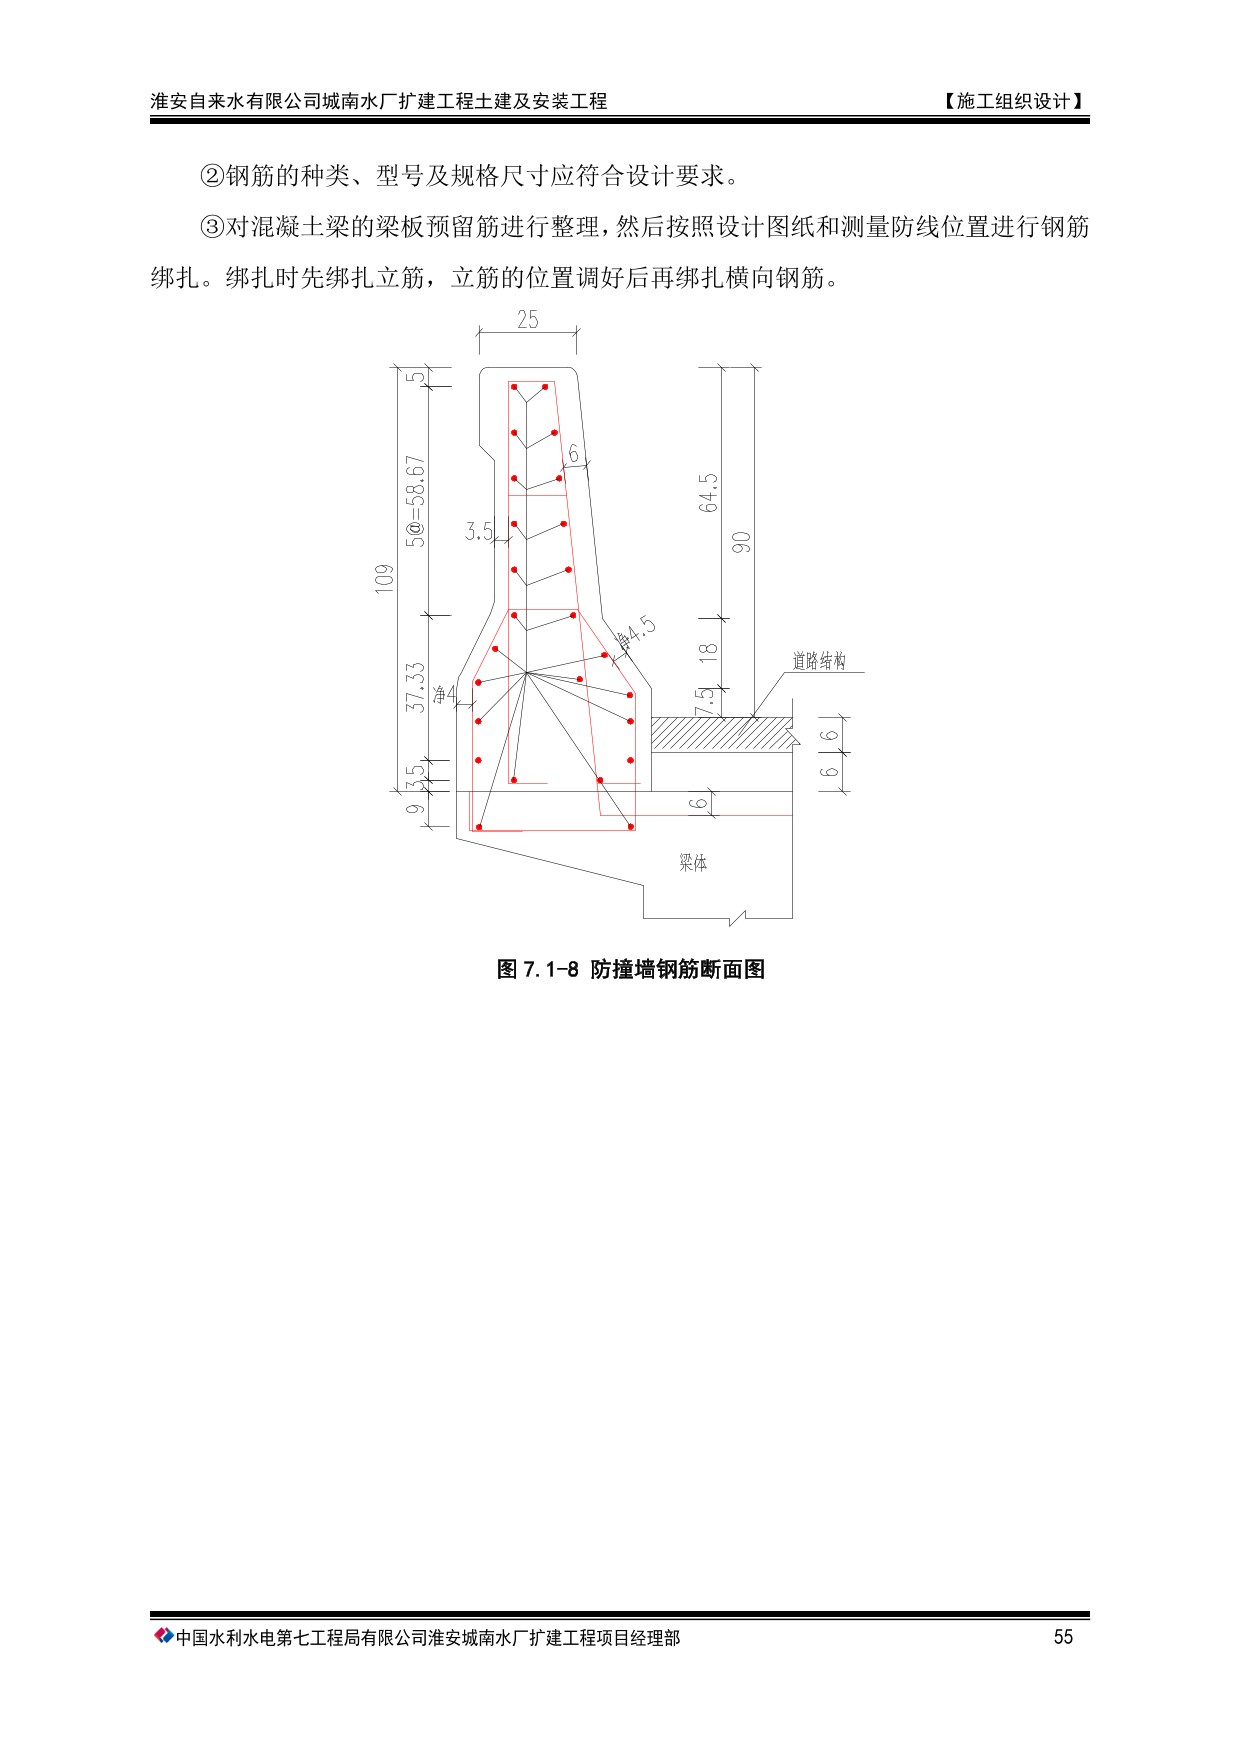 淮安自来水有限公司城南水厂扩建工程土建及安装工程 【施工组织设计】
②钢筋的种类、型号及规格尺寸应符合设计要求。
③对混凝土梁的梁板预留筋进行整理，然后按照设计图纸和测量防线位置进行钢筋
绑扎。绑扎时先绑扎立筋，立筋的位置调好后再绑扎横向钢筋。
25
5
5@=58.67
109
37.33
3.5
9
3.5
6
净4
净4.5
64.5
90
18
7.5
道路结构
6
6
6
梁体
图 7.1-8 防撞墙钢筋断面图
中国水利水电第七工程局有限公司淮安城南水厂扩建工程项目经理部 55